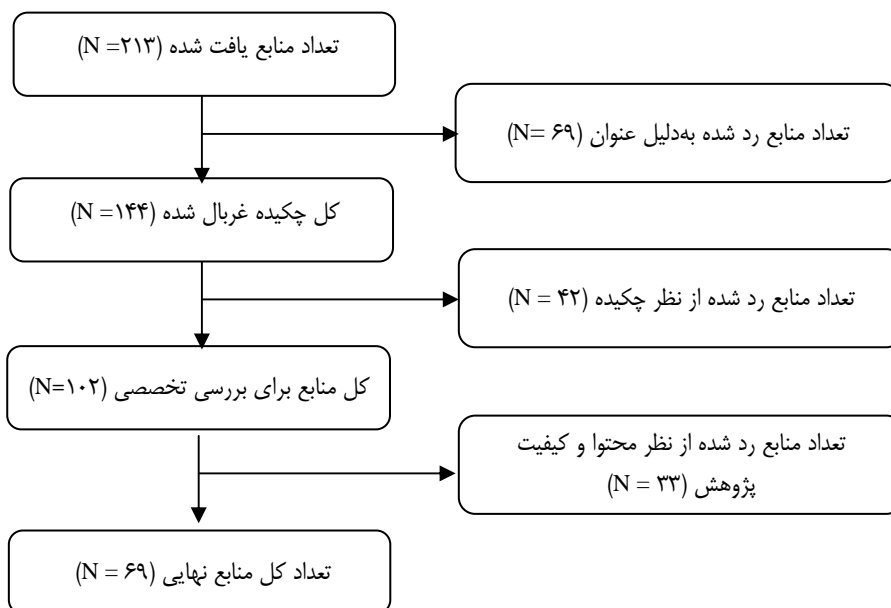 تعداد منابع یافت شده (N =۲۱۳)
تعداد منابع رد شده به‌دلیل عنوان (N= ۶۹)
کل چکیده غربال شده (N =۱۴۴)
تعداد منابع رد شده از نظر چکیده (N = ۴۲)
کل منابع برای بررسی تخصصی (N=۱۰۲)
تعداد منابع رد شده از نظر محتوا و کیفیت
پژوهش (N = ۳۳)
تعداد کل منابع نهایی (N = ۶۹)